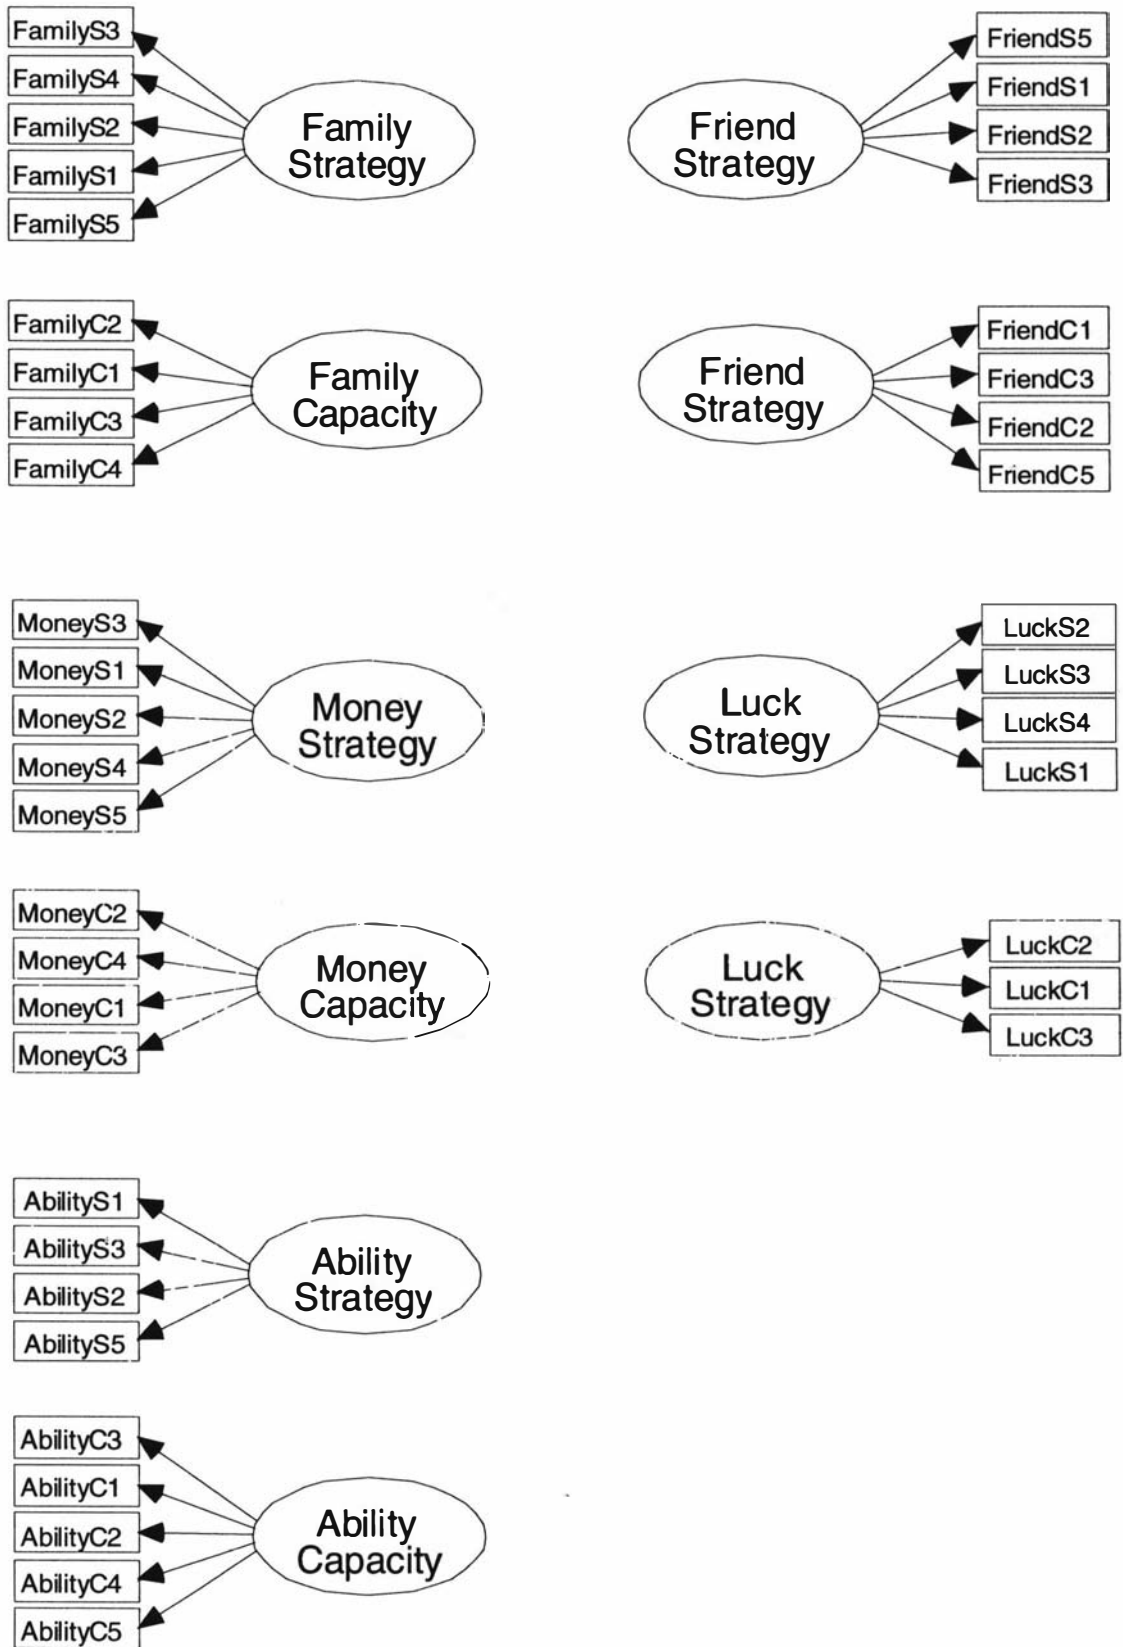 FamilyS3
FamilyS4
FamilyS2
FamilyS1
FamilyS5
Family
Strategy
Friend
Strategy
FriendS5
FriendS1
FriendS2
FriendS3
FamilyC2
FamilyC1
FamilyC3
FamilyC4
Family
Capacity
Friend
Strategy
FriendC1
FriendC3
FriendC2
FriendC5
MoneyS3
MoneyS1
MoneyS2
MoneyS4
MoneyS5
Money
Strategy
Luck
Strategy
LuckS2
LuckS3
LuckS4
LuckS1
MoneyC2
MoneyC4
MoneyC1
MoneyC3
Money
Capacity
Luck
Strategy
LuckC2
LuckC1
LuckC3
AbilityS1
AbilityS3
AbilityS2
AbilityS5
Ability
Strategy
AbilityC3
AbilityC1
AbilityC2
AbilityC4
AbilityC5
Ability
Capacity